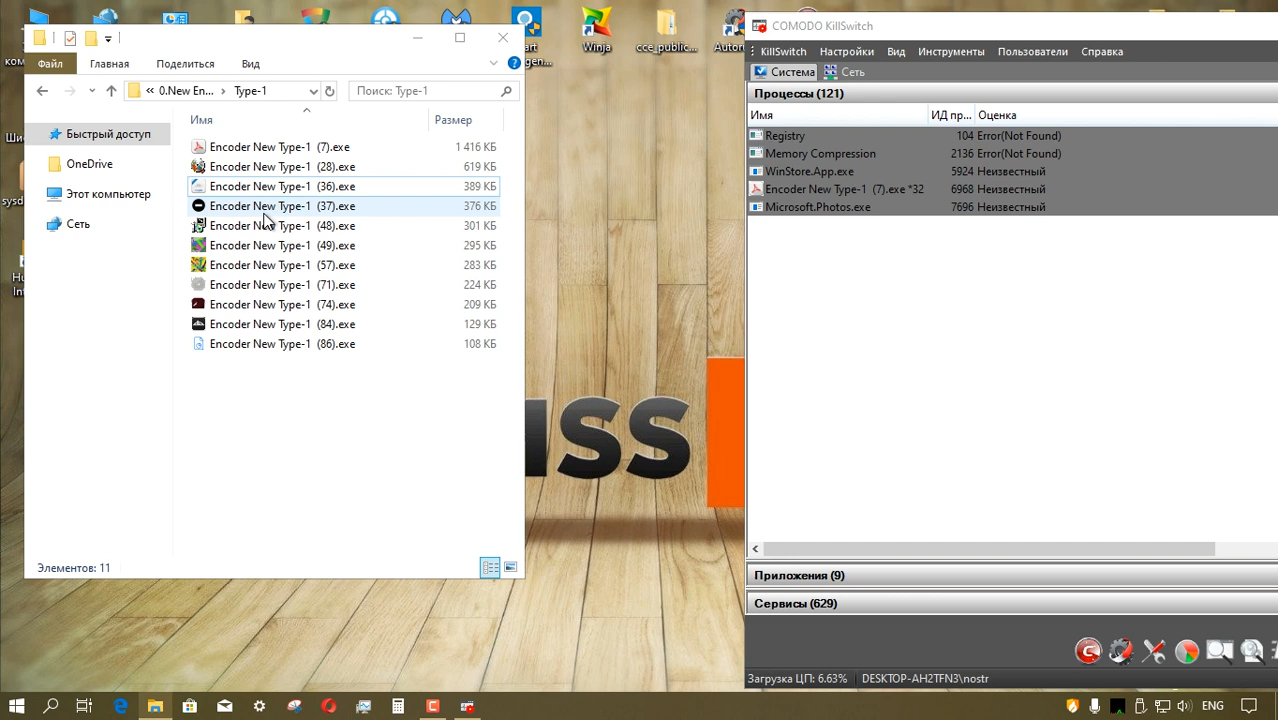 Winja
cce_public...
Файл
Главная
Поделиться
Вид
0.New En...
Type-1
Поиск: Type-1
Быстрый доступ
OneDrive
Этот компьютер
Сеть
Имя
Размер
Encoder New Type-1 (7).exe 1 416 КБ
Encoder New Type-1 (28).exe 619 КБ
Encoder New Type-1 (36).exe 389 КБ
Encoder New Type-1 (37).exe 376 КБ
Encoder New Type-1 (48).exe 301 КБ
Encoder New Type-1 (49).exe 295 КБ
Encoder New Type-1 (57).exe 283 КБ
Encoder New Type-1 (71).exe 224 КБ
Encoder New Type-1 (74).exe 209 КБ
Encoder New Type-1 (84).exe 129 КБ
Encoder New Type-1 (86).exe 108 КБ
Элементов: 11
COMODO KillSwitch
KillSwitch Настройки Вид Инструменты Пользователи Справка
Система Сеть
Процессы (121)
Имя ИД пр... Оценка
Registry 104 Error(Not Found)
Memory Compression 2136 Error(Not Found)
WinStore.App.exe 5924 Неизвестный
Encoder New Type-1 (7).exe *32 6968 Неизвестный
Microsoft.Photos.exe 7696 Неизвестный
Приложения (9)
Сервисы (629)
Загрузка ЦП: 6.63% DESKTOP-AH2TFN3\nostr
ss
ENG